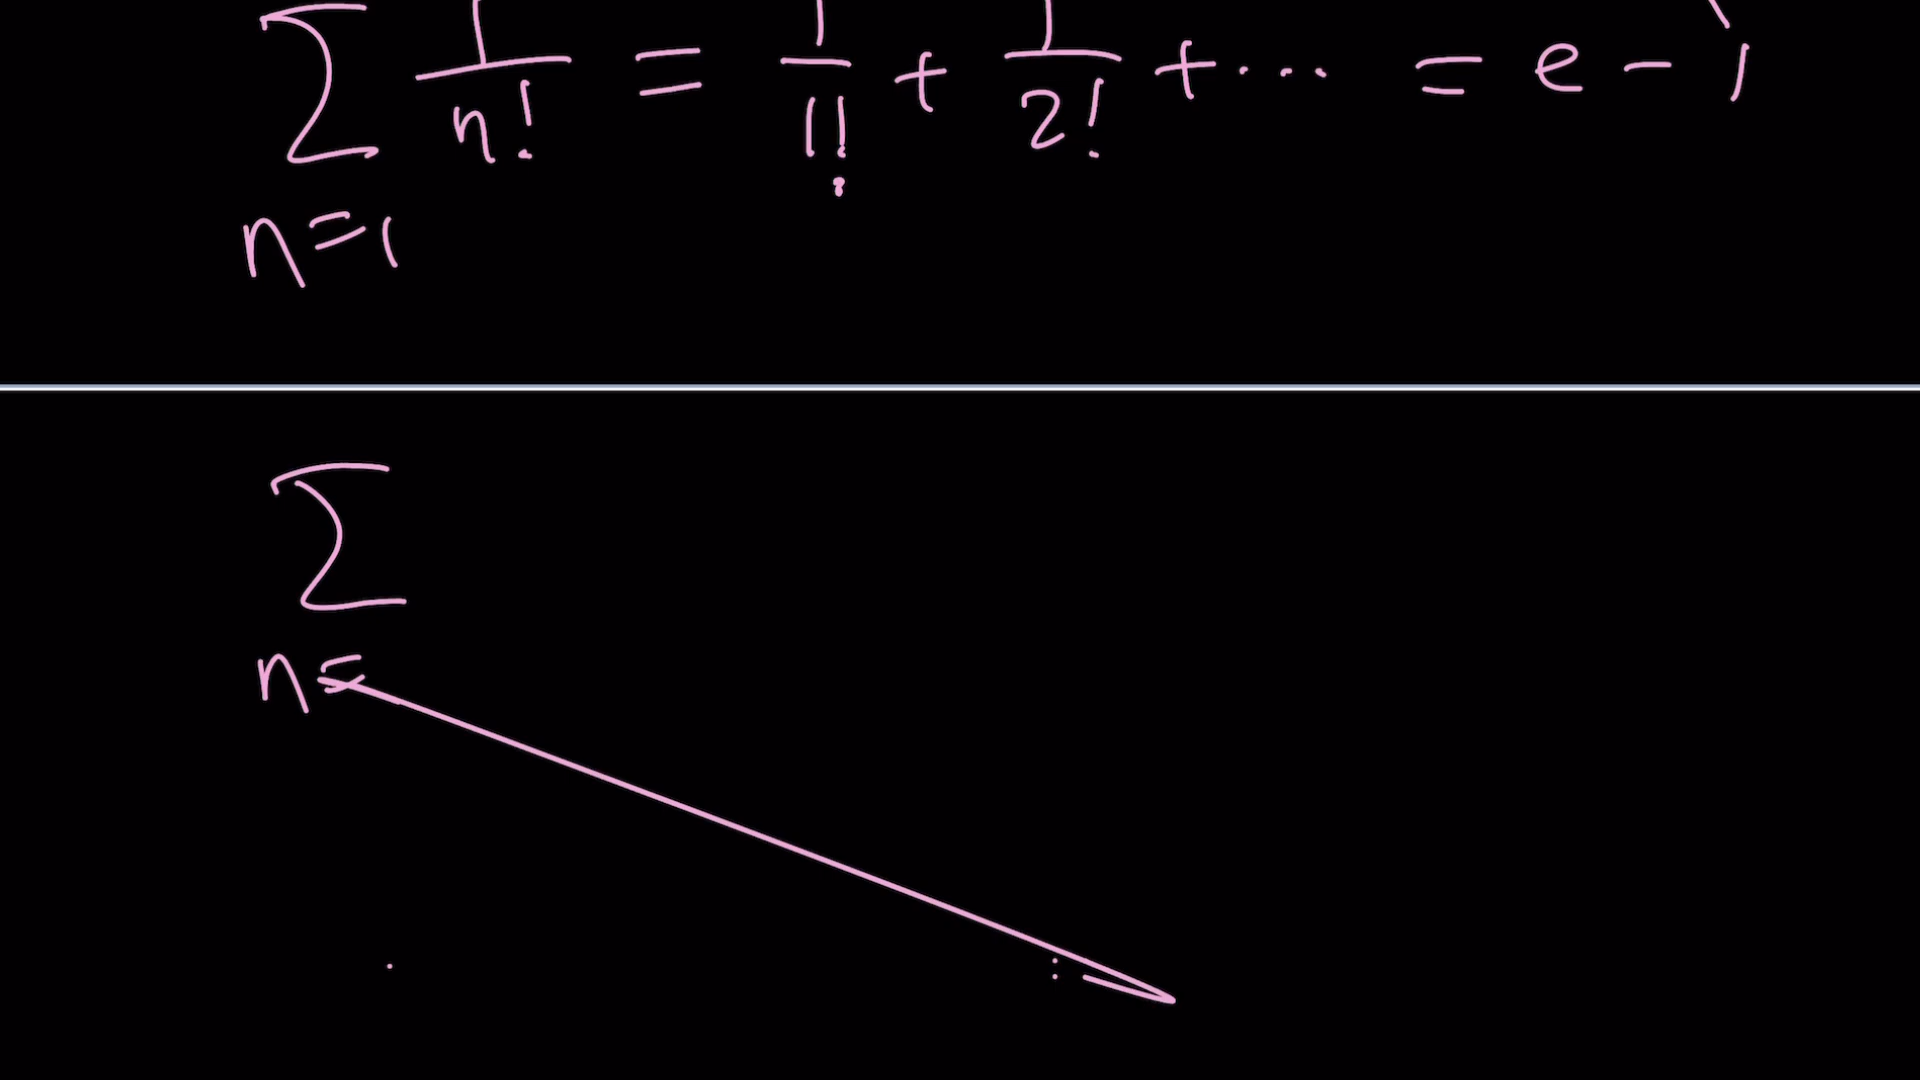 ∑ 1/n! = 1/1! + 1/2! + ... = e - 1
n=1
∑
n=